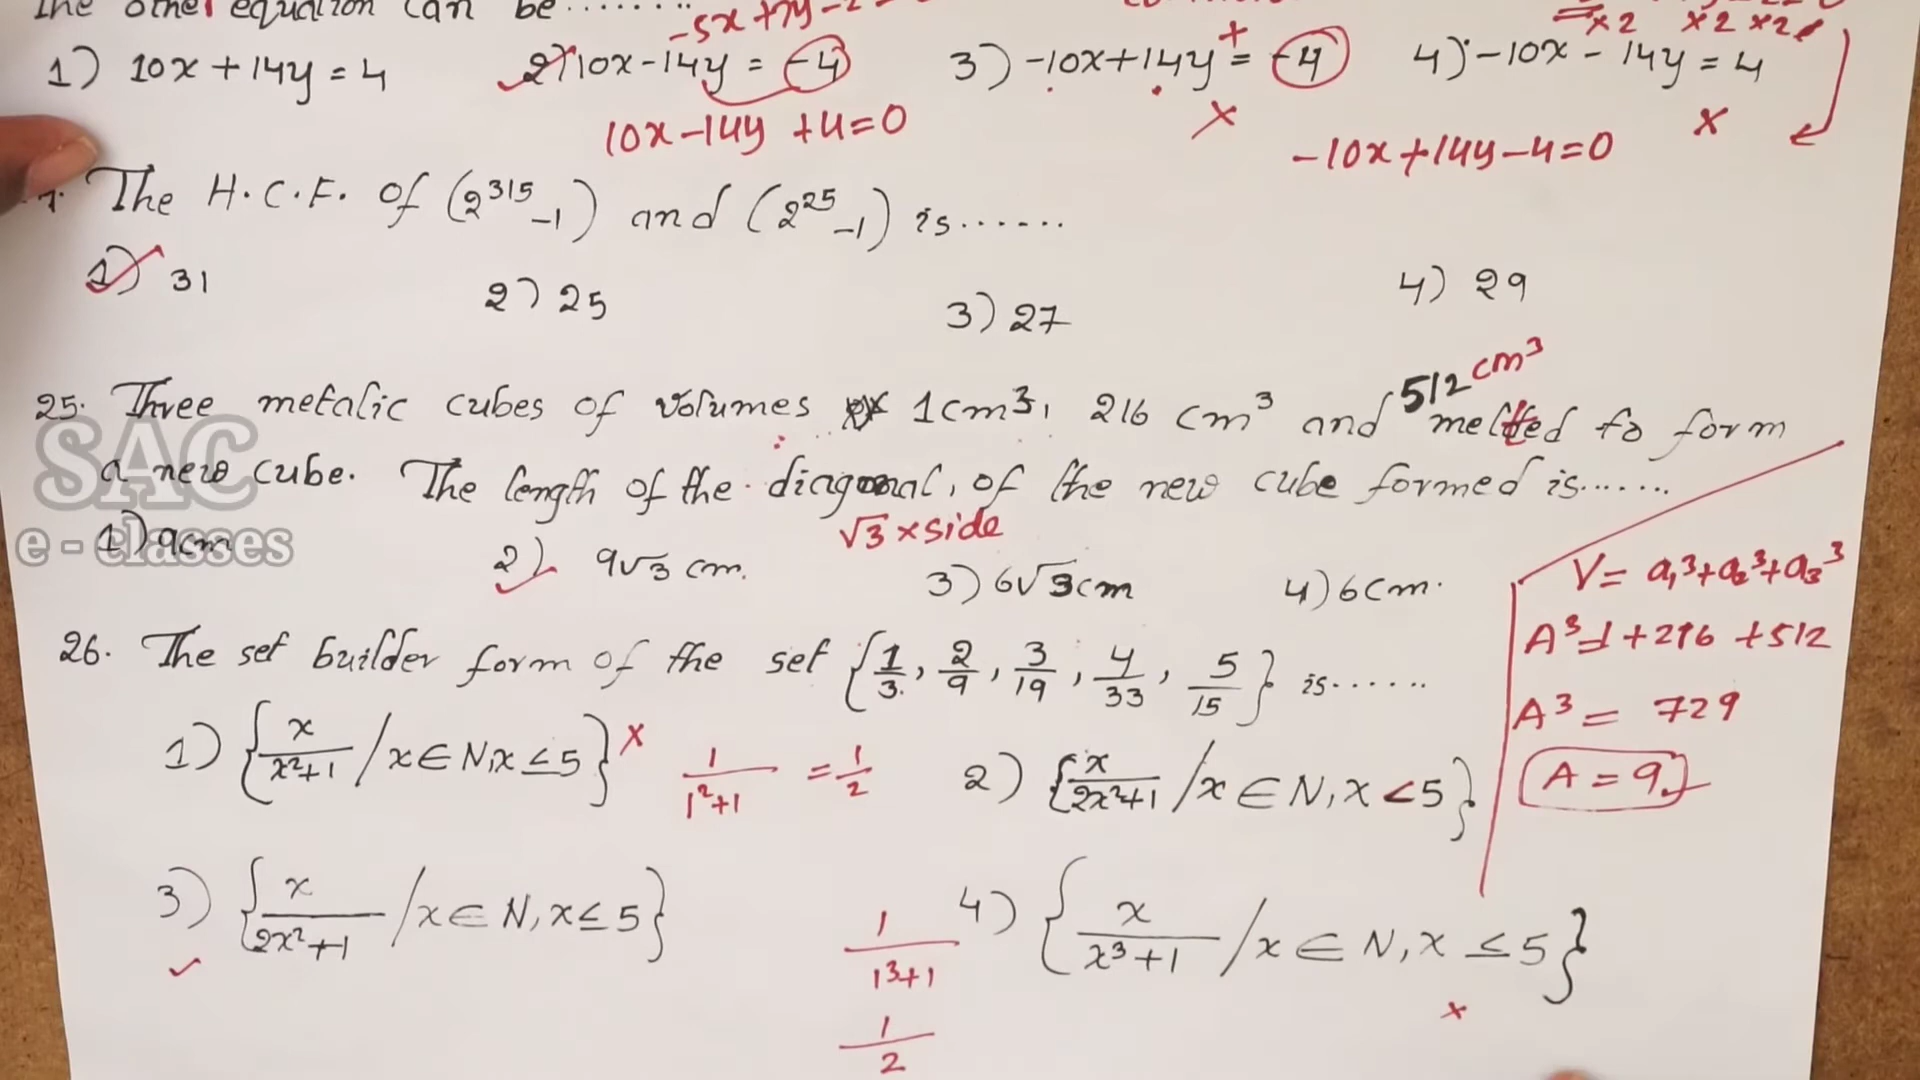 The other equation can be........
-5x+7y-2
×2 ×2 ×2
1) 10x+14y=4 2) 10x-14y=-4 3) -10x+14y=-4 4) -10x-14y=4
+
10x-14y+4=0 × ×
-10x+14y-4=0
7. The H.C.F. of (2^315-1) and (2^25-1) is......
1) 31 2) 25 3) 27 4) 29
25. Three metalic cubes of volumes 1cm³, 216 cm³ and 512 cm³ melted to form
a new cube. The length of the diagonal, of the new cube formed is.......
√3×side
1) 9cm 2) 9√3 cm. 3) 6√3cm 4) 6cm.
V= a₁³+a₂³+a₃³
A³=1+216+512
A³= 729
A=9
26. The set builder form of the set {1/3, 2/9, 3/19, 4/33, 5/15} is......
1) {x/x²+1 / x∈N,x≤5} × 1/1²+1 =1/2 2) {x/2x²+1 / x∈N,x<5}
3) {x/2x²+1 / x∈N,x≤5} 4) {x/x³+1 / x∈N,x≤5}
1/1³+1 ×
1/2
SAC
e - classes